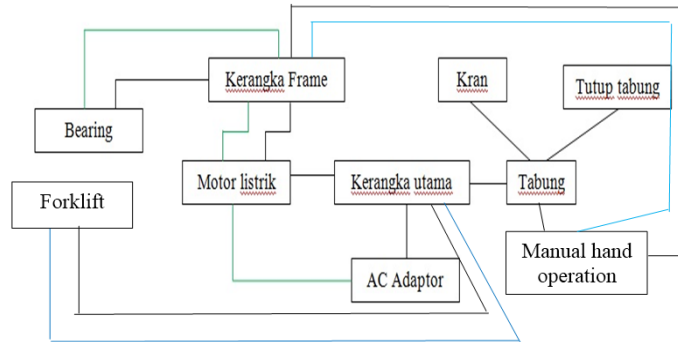 Kerangka Frame
Kran
Tutup tabung
Bearing
Motor listrik
Kerangka utama
Tabung
Forklift
Manual hand
operation
AC Adaptor